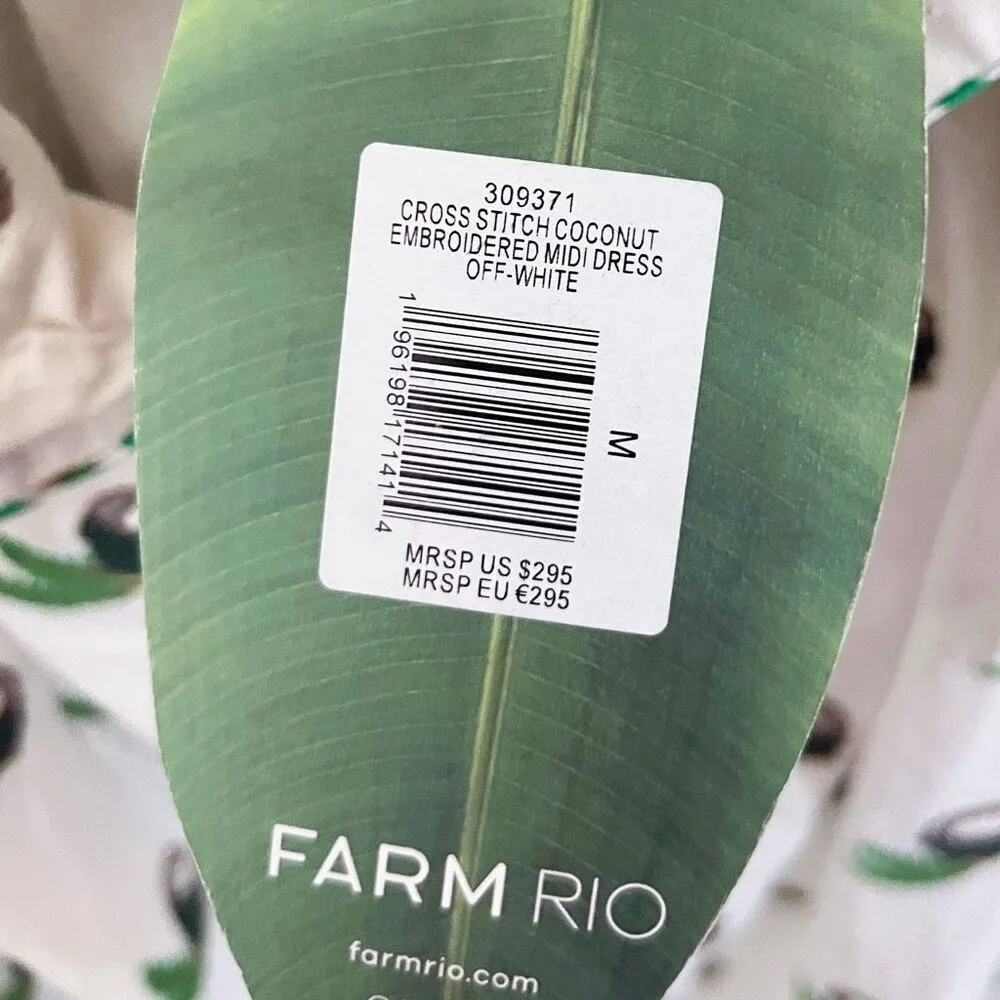 309371
CROSS STITCH COCONUT
EMBROIDERED MIDI DRESS
OFF-WHITE
1 96198 17141 4
M
MRSP US $295
MRSP EU €295
FARM RIO
farmrio.com